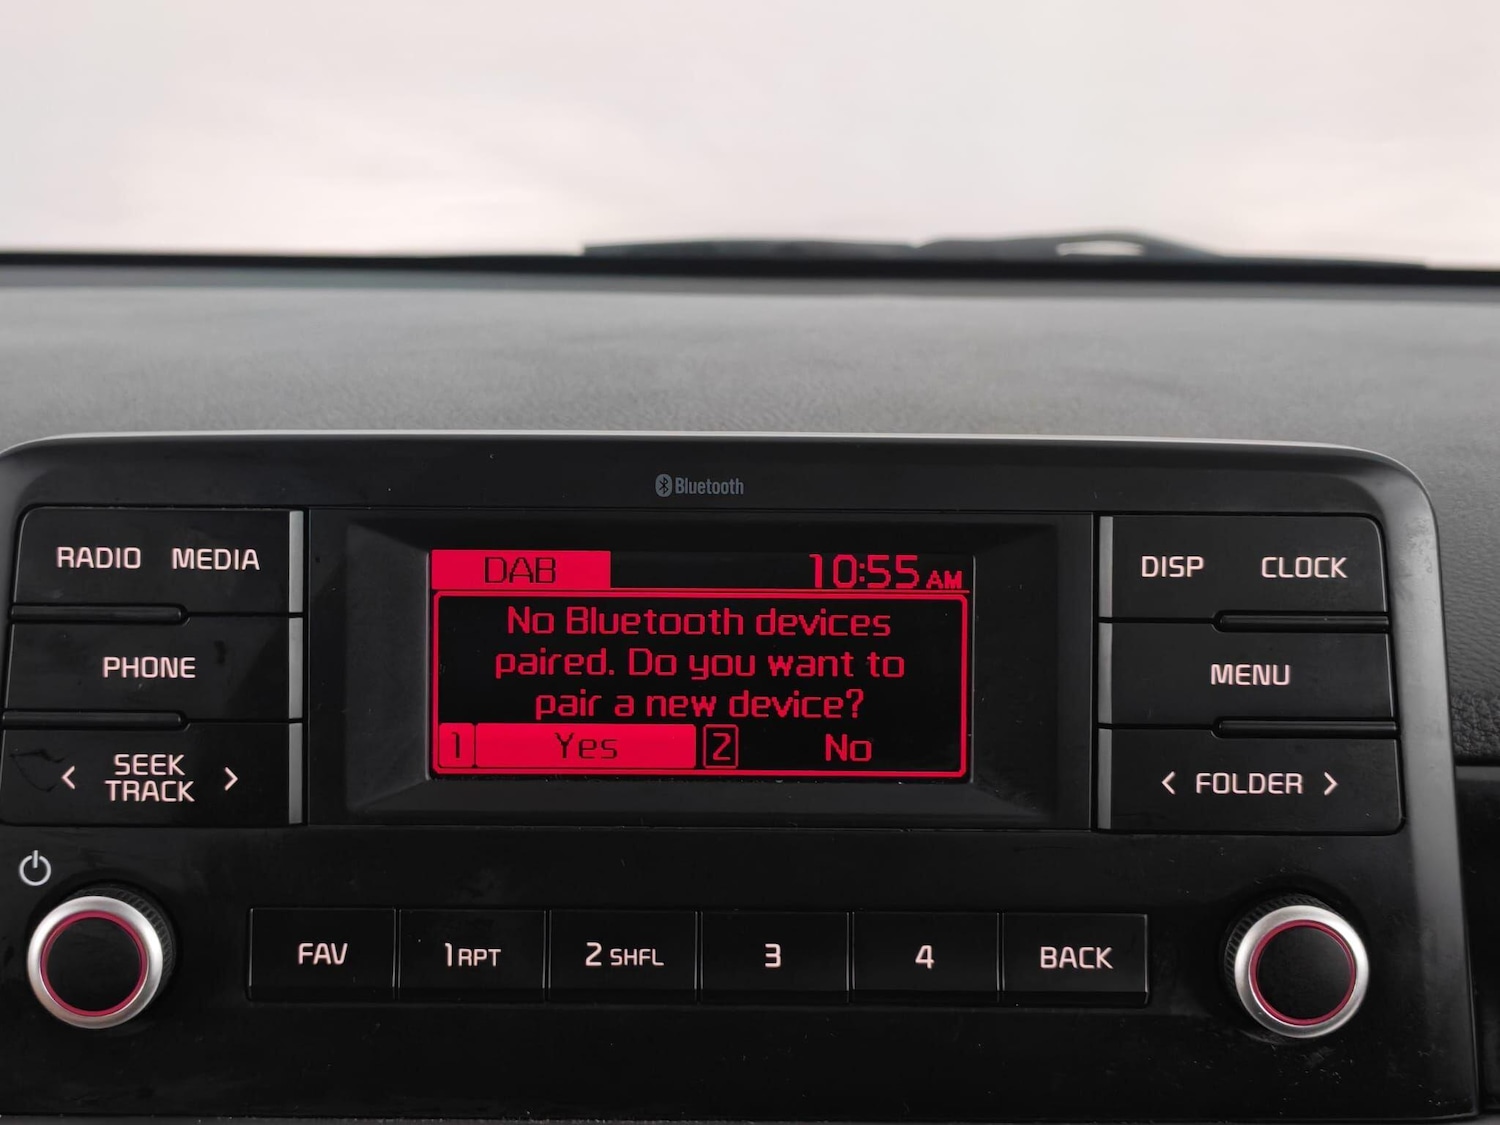 Bluetooth
RADIO MEDIA
PHONE
< SEEK TRACK >
DAB 10:55 AM
No Bluetooth devices
paired. Do you want to
pair a new device?
1 Yes 2 No
DISP CLOCK
MENU
< FOLDER >
FAV 1 RPT 2 SHFL 3 4 BACK